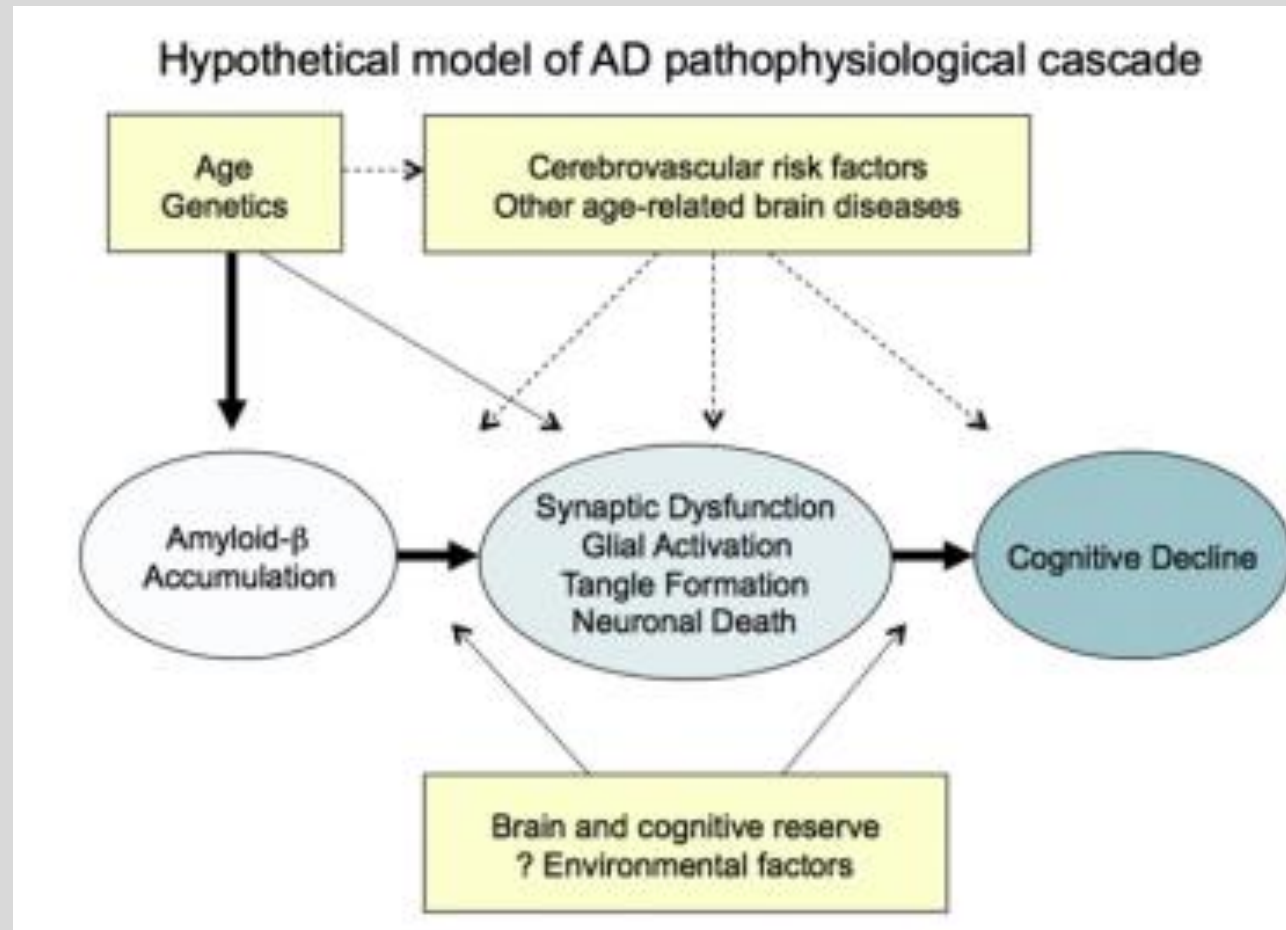 Hypothetical model of AD pathophysiological cascade
Age
Genetics
Cerebrovascular risk factors
Other age-related brain diseases
Amyloid-β
Accumulation
Synaptic Dysfunction
Glial Activation
Tangle Formation
Neuronal Death
Cognitive Decline
Brain and cognitive reserve
? Environmental factors